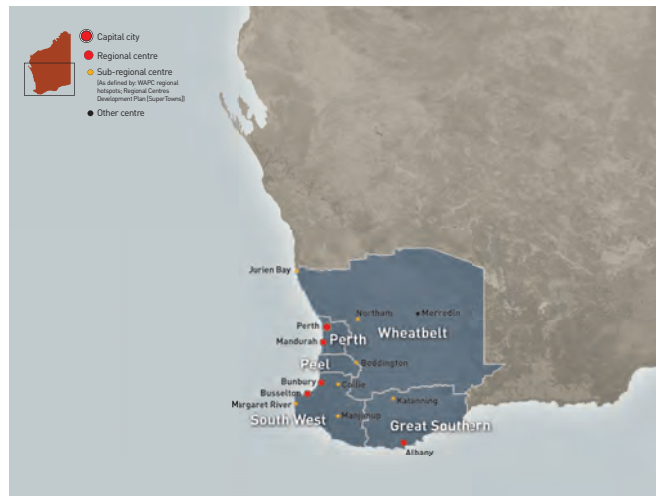 Capital city
Regional centre
Sub-regional centre
(As defined by: WAPC regional
hotspots; Regional Centres
Development Plan (SuperTowns))
Other centre
Jurien Bay
Northam
Merredin
Perth
Perth
Wheatbelt
Mandurah
Peel
Boddington
Bunbury
Collie
Busselton
Katanning
Margaret River
South West
Manjimup
Great Southern
Albany